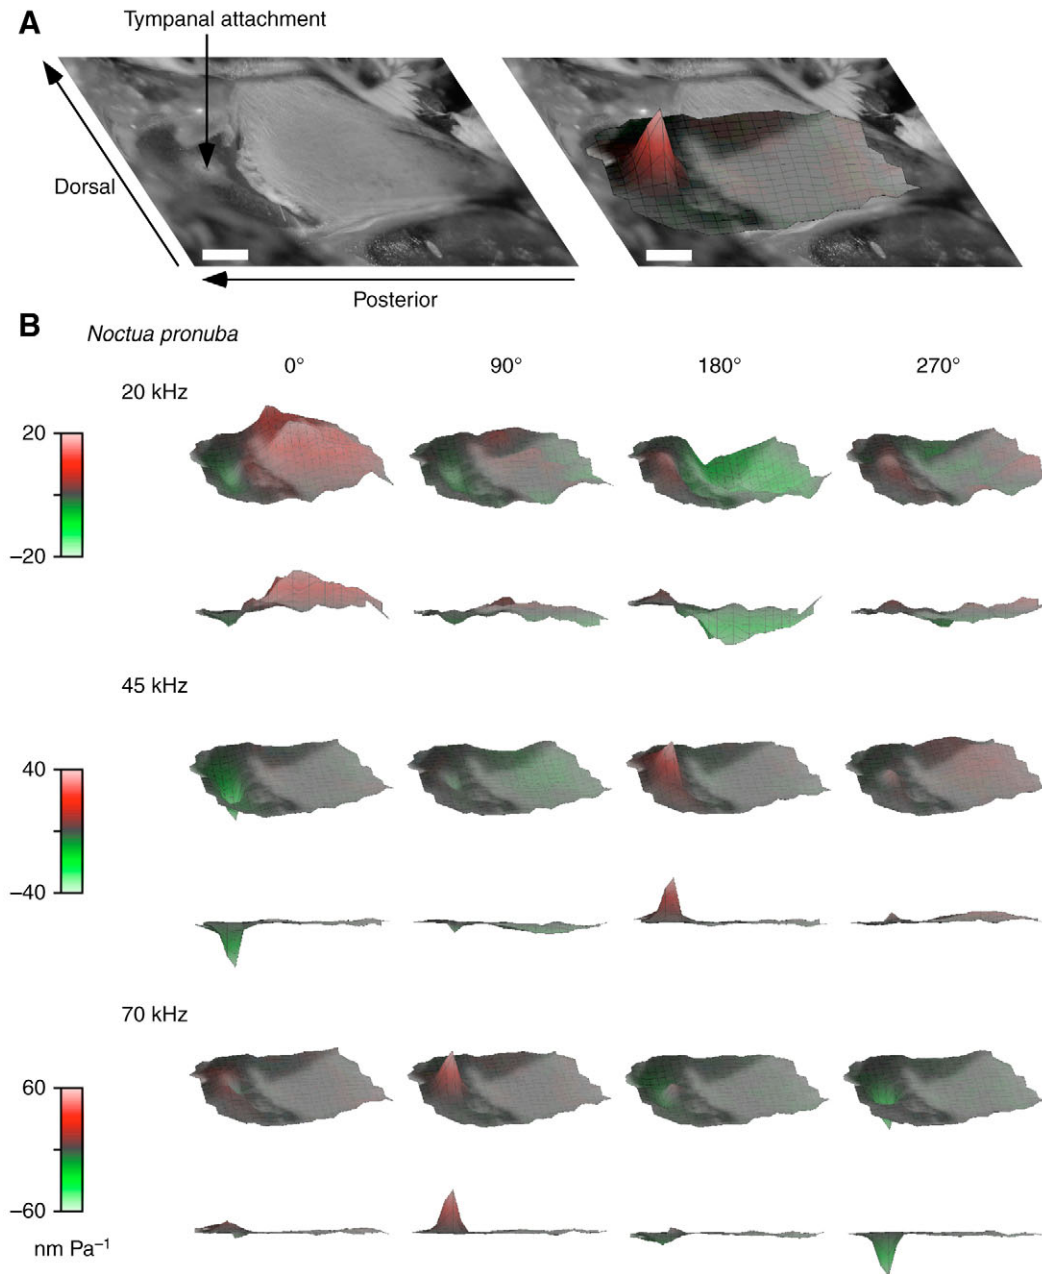 A
Tympanal attachment
Dorsal
Posterior
B
Noctua pronuba
0° 90° 180° 270°
20 kHz
20
–20
45 kHz
40
–40
70 kHz
60
–60
nm Pa⁻¹